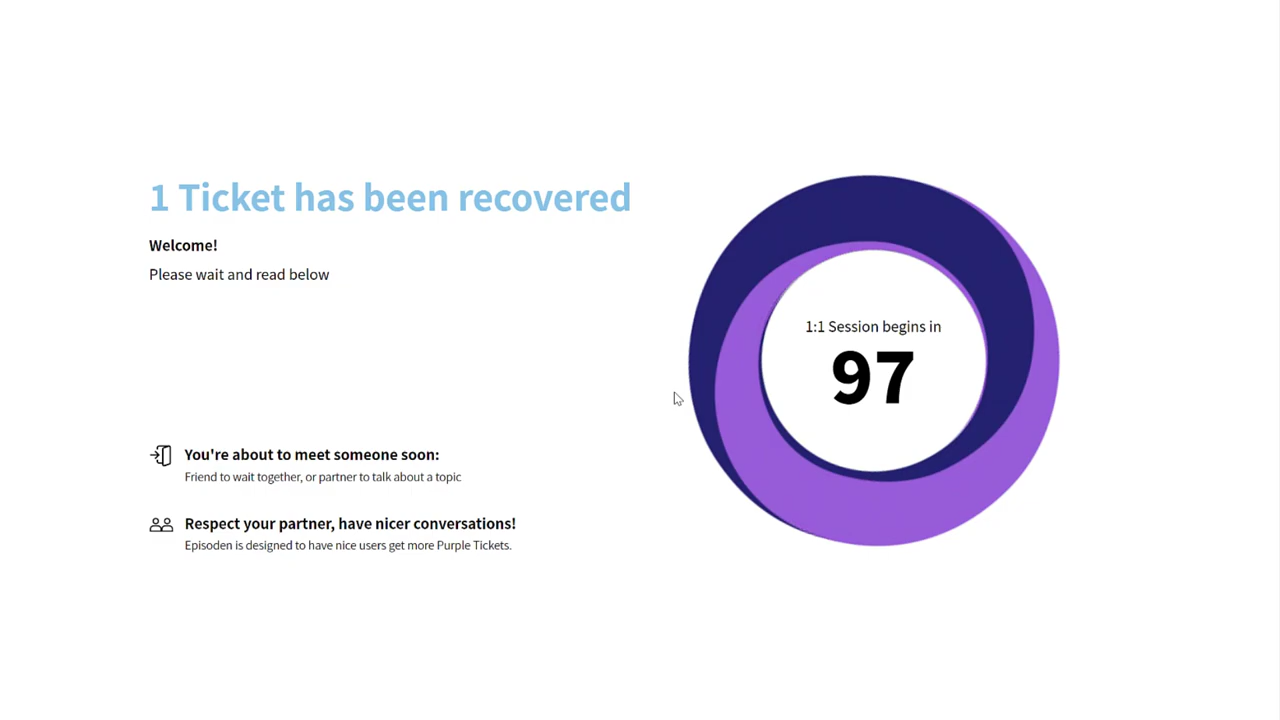 1 Ticket has been recovered
Welcome!
Please wait and read below
1:1 Session begins in
97
You're about to meet someone soon:
Friend to wait together, or partner to talk about a topic
Respect your partner, have nicer conversations!
Episoden is designed to have nice users get more Purple Tickets.